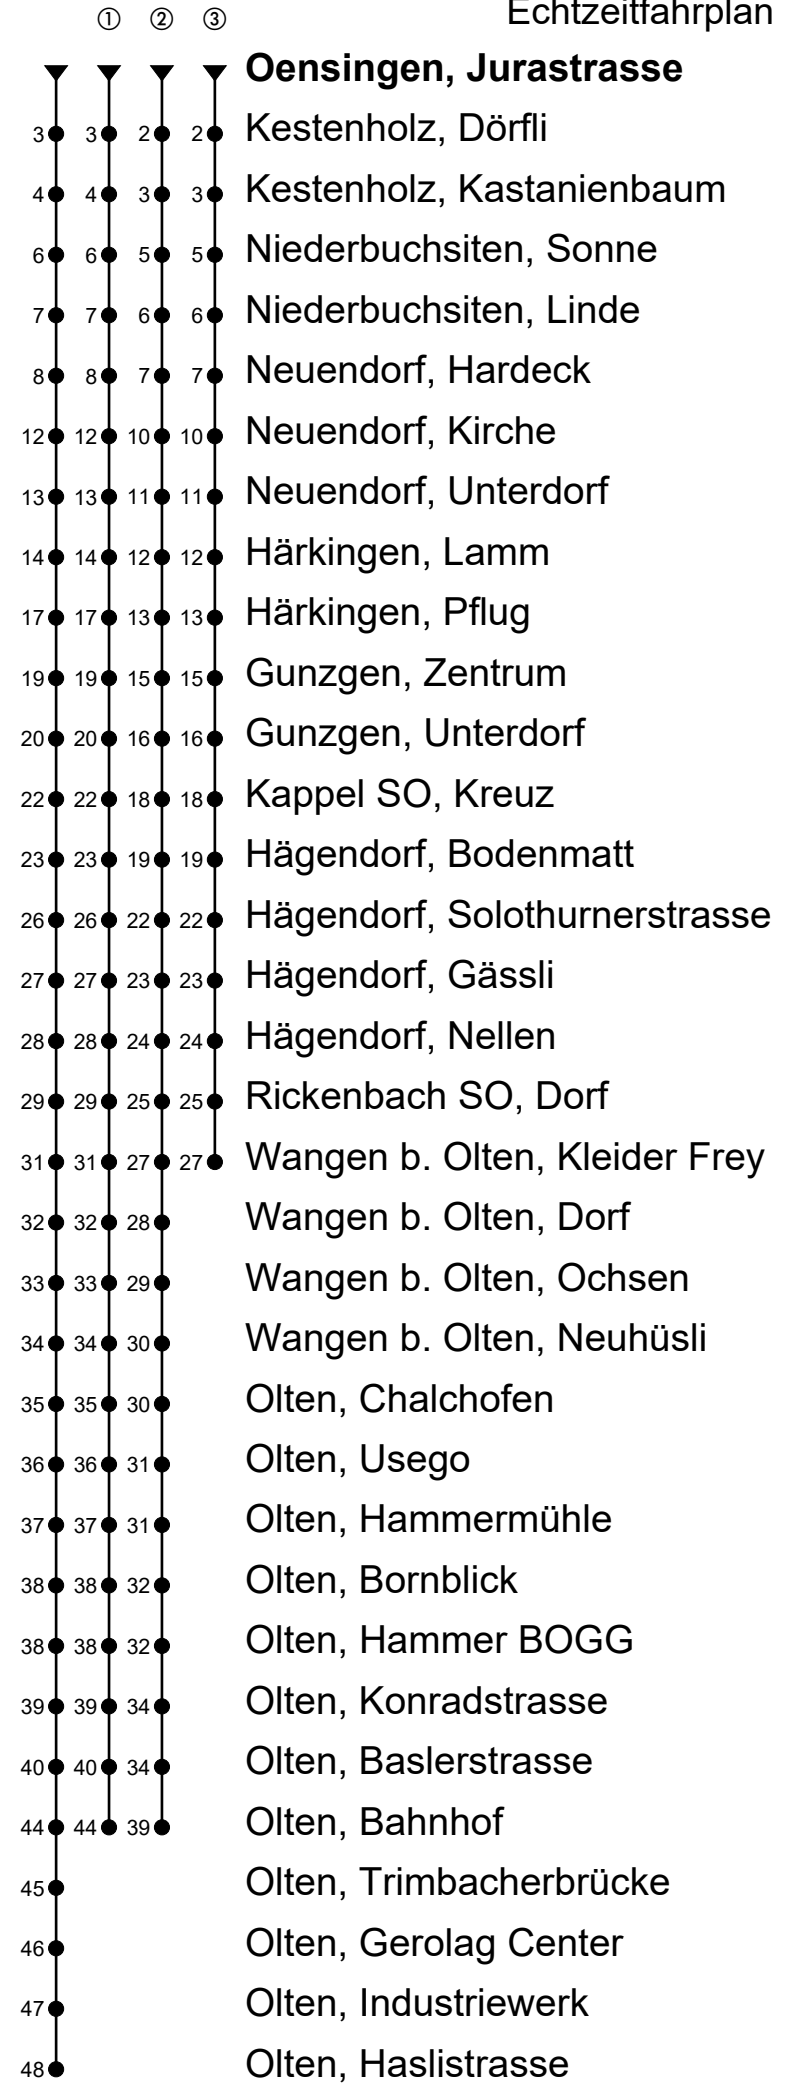 Echtzeitfahrplan
① ② ③
Oensingen, Jurastrasse
3 3 2 2 Kestenholz, Dörfli
4 4 3 3 Kestenholz, Kastanienbaum
6 6 5 5 Niederbuchsiten, Sonne
7 7 6 6 Niederbuchsiten, Linde
8 8 7 7 Neuendorf, Hardeck
12 12 10 10 Neuendorf, Kirche
13 13 11 11 Neuendorf, Unterdorf
14 14 12 12 Härkingen, Lamm
17 17 13 13 Härkingen, Pflug
19 19 15 15 Gunzgen, Zentrum
20 20 16 16 Gunzgen, Unterdorf
22 22 18 18 Kappel SO, Kreuz
23 23 19 19 Hägendorf, Bodenmatt
26 26 22 22 Hägendorf, Solothurnerstrasse
27 27 23 23 Hägendorf, Gässli
28 28 24 24 Hägendorf, Nellen
29 29 25 25 Rickenbach SO, Dorf
31 31 27 27 Wangen b. Olten, Kleider Frey
32 32 28 Wangen b. Olten, Dorf
33 33 29 Wangen b. Olten, Ochsen
34 34 30 Wangen b. Olten, Neuhüsli
35 35 30 Olten, Chalchofen
36 36 31 Olten, Usego
37 37 31 Olten, Hammermühle
38 38 32 Olten, Bornblick
38 38 32 Olten, Hammer BOGG
39 39 34 Olten, Konradstrasse
40 40 34 Olten, Baslerstrasse
44 44 39 Olten, Bahnhof
45 Olten, Trimbacherbrücke
46 Olten, Gerolag Center
47 Olten, Industriewerk
48 Olten, Haslistrasse